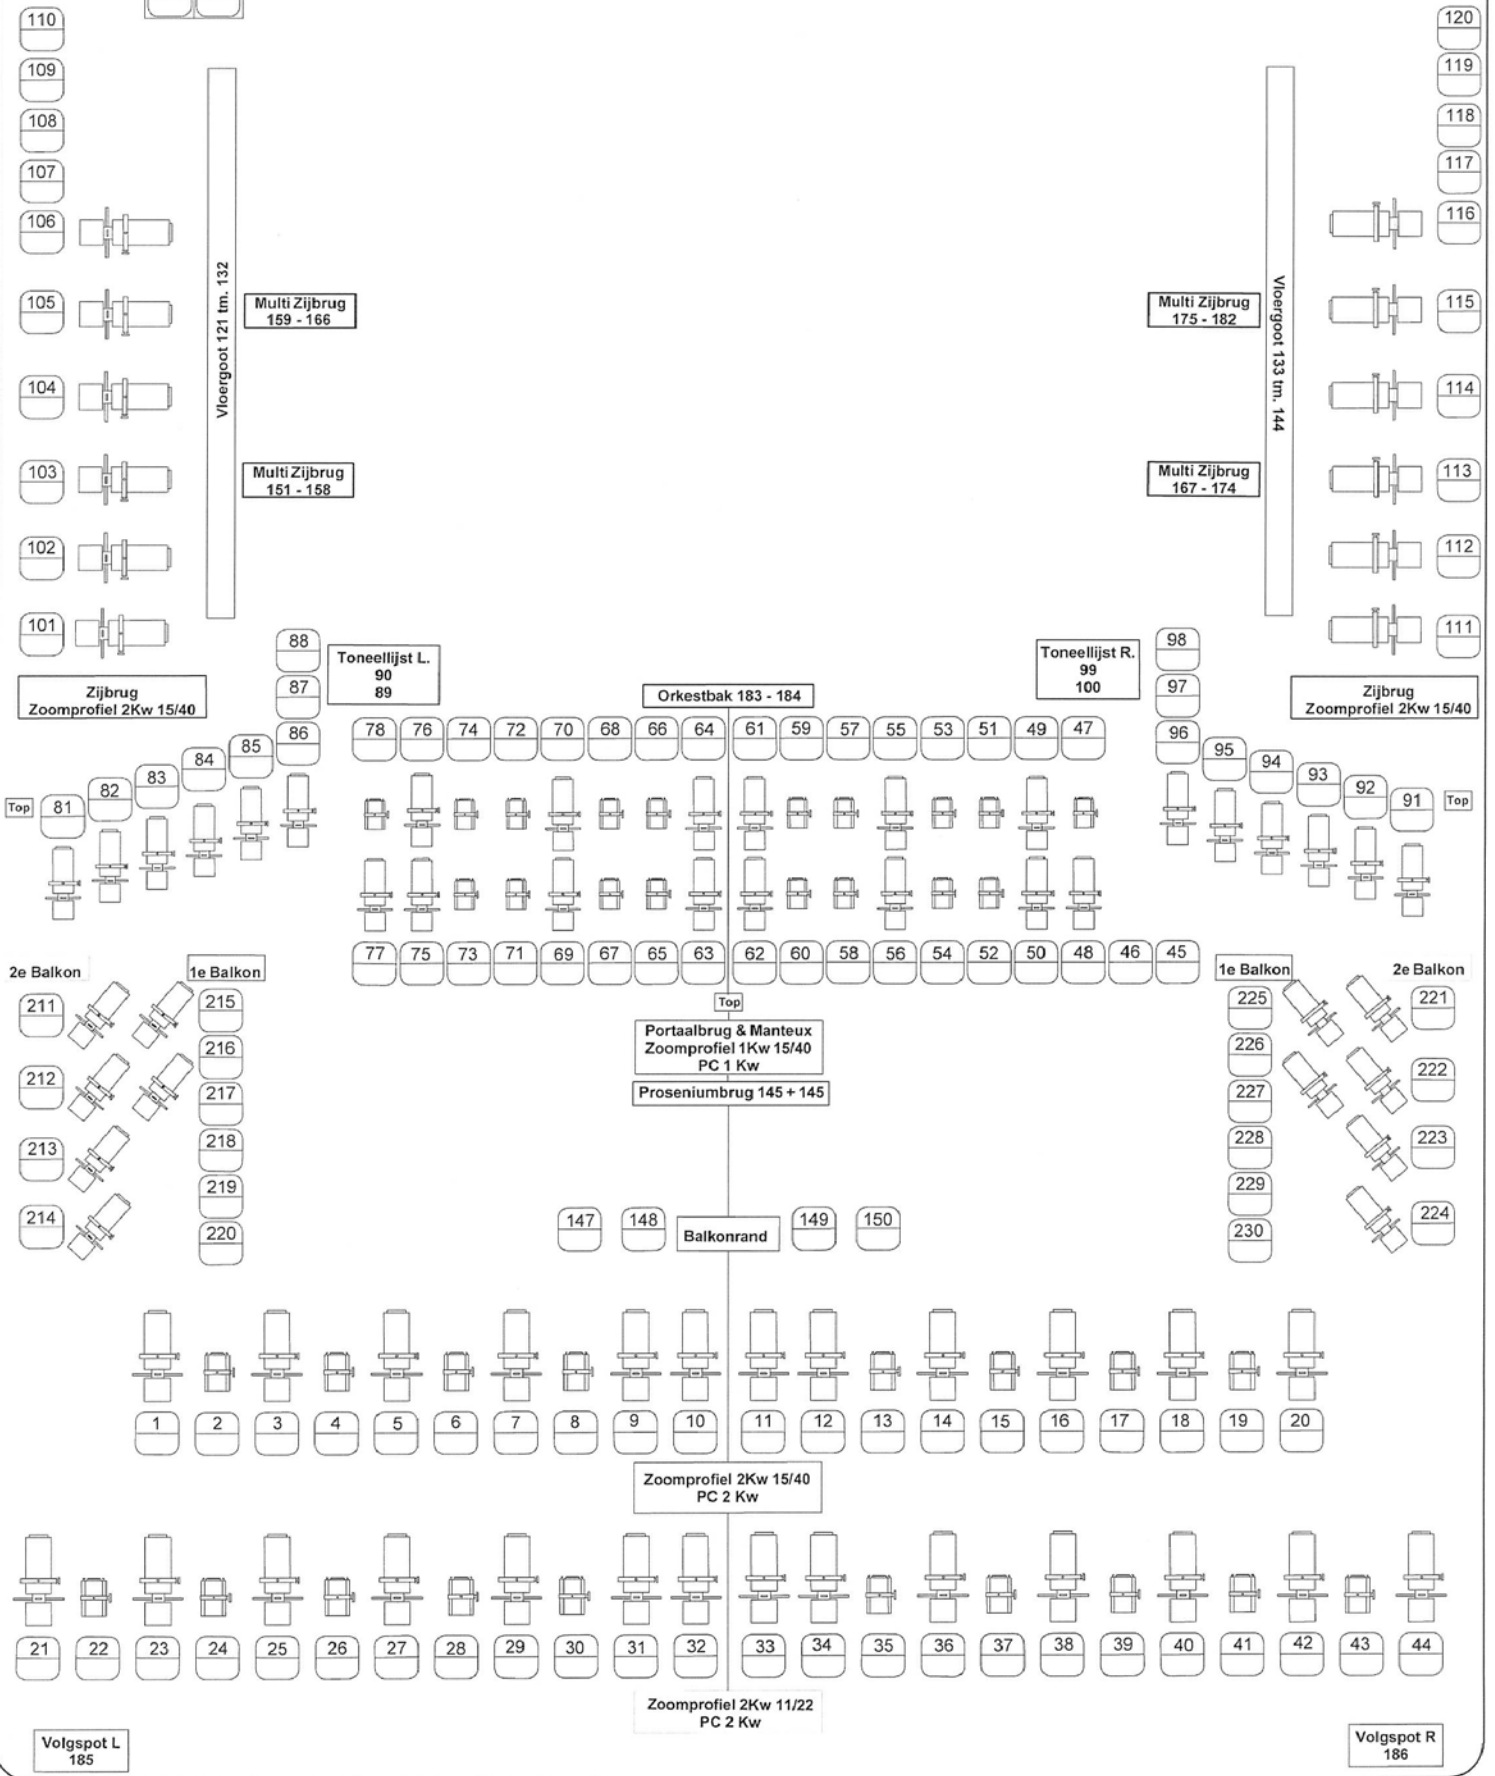 110
120
109
119
108
118
107
117
106
116
Vloergoot 121 tm. 132
Vloergoot 133 tm. 144
105
Multi Zijbrug
159 - 166
Multi Zijbrug
175 - 182
115
104
114
103
Multi Zijbrug
151 - 158
Multi Zijbrug
167 - 174
113
102
112
101
111
88
Toneellijst L.
90
89
Toneellijst R.
99
100
98
Zijbrug
Zoomprofiel 2Kw 15/40
87
Orkestbak 183 - 184
97
Zijbrug
Zoomprofiel 2Kw 15/40
Top 81 82 83 84 85 86
78 76 74 72 70 68 66 64 61 59 57 55 53 51 49 47
96 95 94 93 92 91 Top
77 75 73 71 69 67 65 63 62 60 58 56 54 52 50 48 46 45
2e Balkon
1e Balkon
1e Balkon
2e Balkon
211
215
225
221
Top
216
226
Portaalbrug & Manteux
Zoomprofiel 1Kw 15/40
PC 1 Kw
212
222
217
Proseniumbrug 145 + 145
227
213
218
228
223
219
229
214
220
147 148 Balkonrand 149 150
230
224
1 2 3 4 5 6 7 8 9 10 11 12 13 14 15 16 17 18 19 20
Zoomprofiel 2Kw 15/40
PC 2 Kw
21 22 23 24 25 26 27 28 29 30 31 32 33 34 35 36 37 38 39 40 41 42 43 44
Zoomprofiel 2Kw 11/22
PC 2 Kw
Volgspot L
185
Volgspot R
186